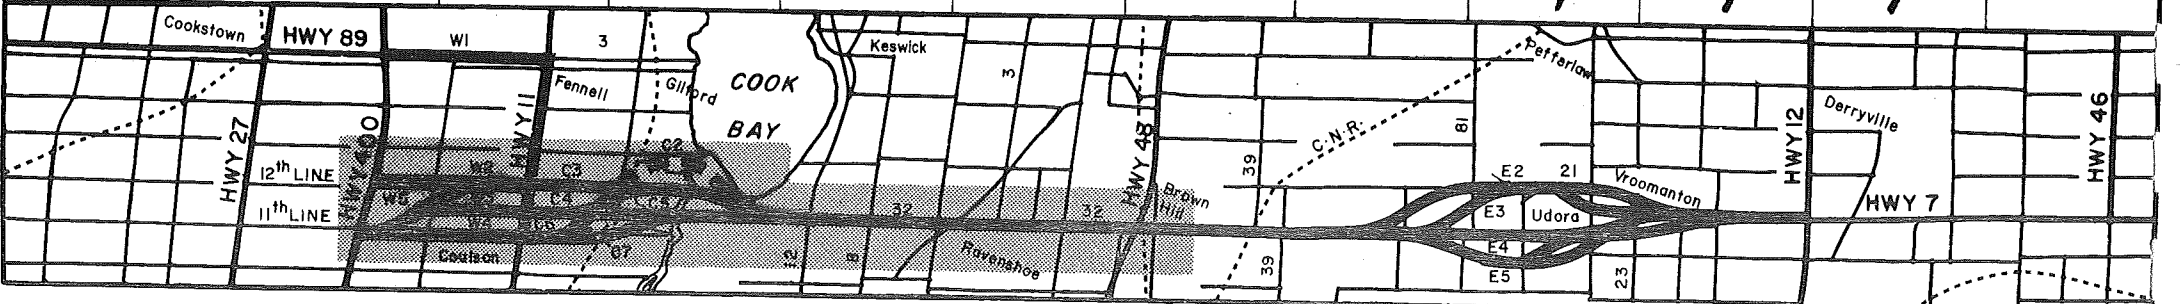 Cookstown
HWY 89
W1
3
Keswick
3
Pefferlaw
COOK
BAY
Fennell
Gilford
HWY 11
HWY 27
HWY 400
HWY 48
HWY 12
HWY 46
Derryville
C.N.R.
81
39
12th LINE
W2
C3
C2
E2
21
Vroomanton
W5
C4
32
32
Brown
Hill
E3
Udora
HWY 7
11th LINE
W4
C6
Coulson
C7
12
8
Ravenshoe
39
E4
E5
23